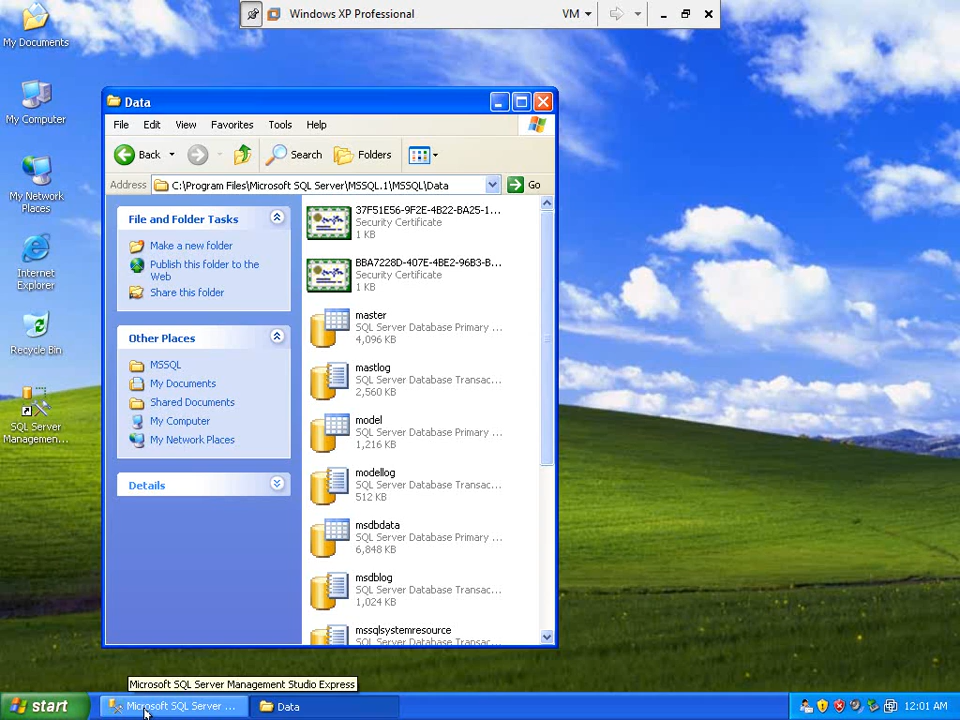 Windows XP Professional
VM
My Documents
My Computer
My Network
Places
Internet
Explorer
Recycle Bin
SQL Server
Managemen...
Data
File Edit View Favorites Tools Help
Back Search Folders
Address C:\Program Files\Microsoft SQL Server\MSSQL.1\MSSQL\Data Go
File and Folder Tasks
Make a new folder
Publish this folder to the
Web
Share this folder
Other Places
MSSQL
My Documents
Shared Documents
My Computer
My Network Places
Details
37F51E56-9F2E-4B22-BA25-1...
Security Certificate
1 KB
BBA7228D-407E-4BE2-96B3-B...
Security Certificate
1 KB
master
SQL Server Database Primary ...
4,096 KB
mastlog
SQL Server Database Transac...
2,560 KB
model
SQL Server Database Primary ...
1,216 KB
modellog
SQL Server Database Transac...
512 KB
msdbdata
SQL Server Database Primary ...
6,848 KB
msdblog
SQL Server Database Transac...
1,024 KB
mssqlsystemresource
SQL Server Database Transac...
Microsoft SQL Server Management Studio Express
start
Microsoft SQL Server ...
Data
12:01 AM